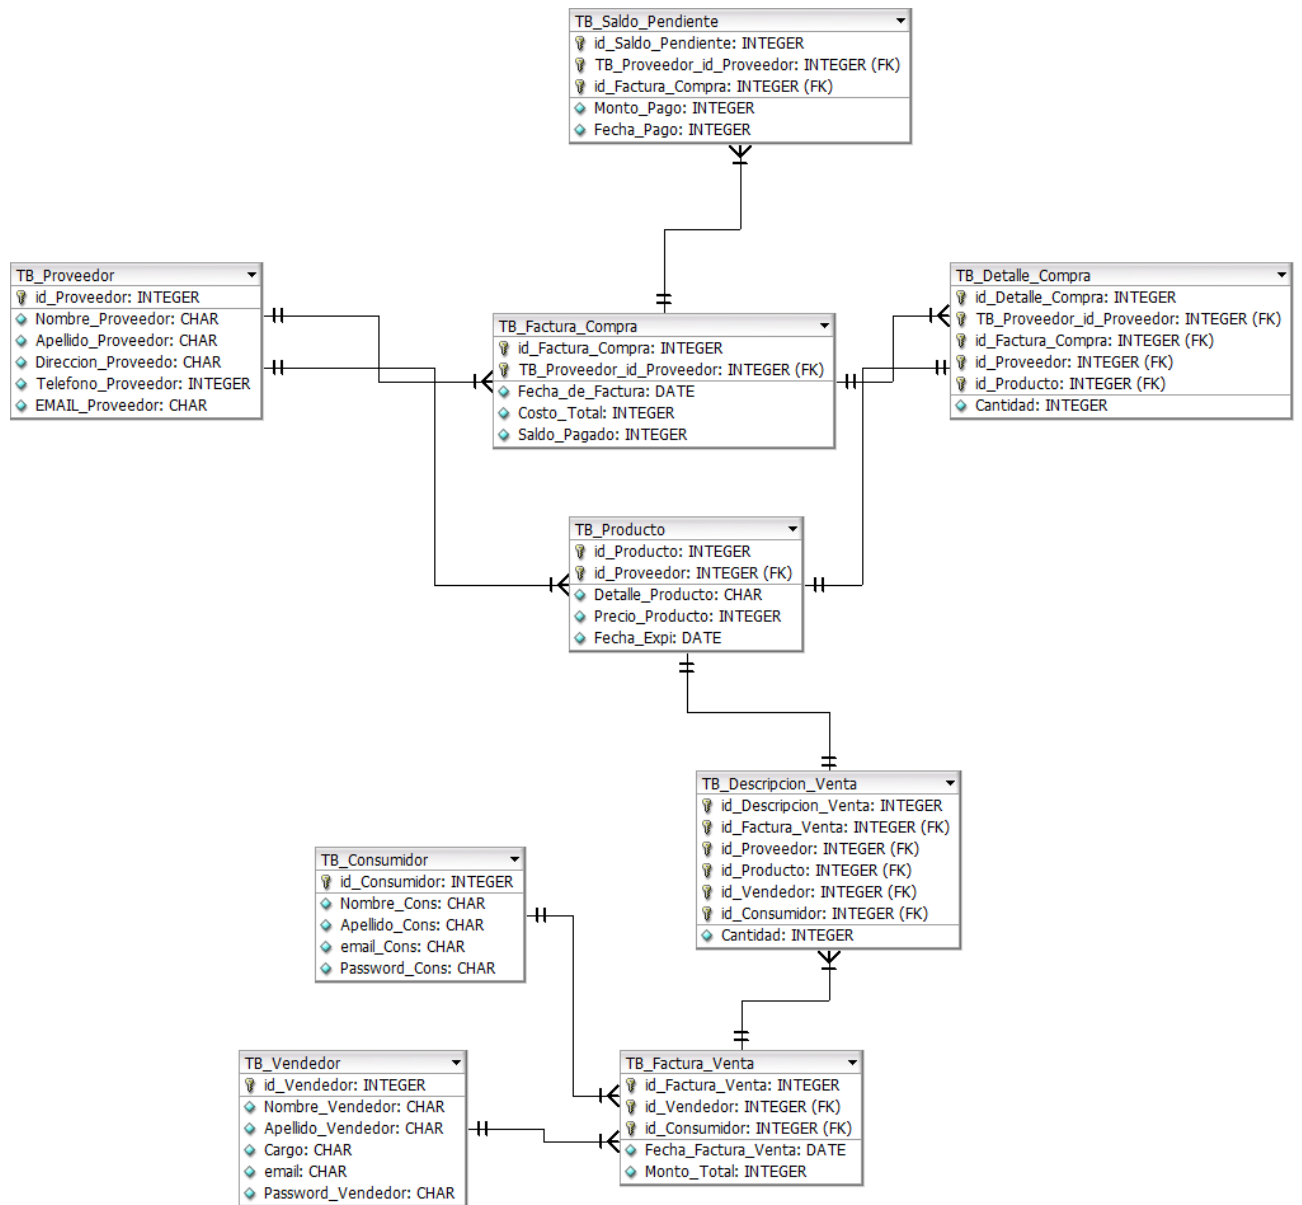 TB_Saldo_Pendiente
id_Saldo_Pendiente: INTEGER
TB_Proveedor_id_Proveedor: INTEGER (FK)
id_Factura_Compra: INTEGER (FK)
Monto_Pago: INTEGER
Fecha_Pago: INTEGER
TB_Proveedor
id_Proveedor: INTEGER
Nombre_Proveedor: CHAR
Apellido_Proveedor: CHAR
Direccion_Proveedo: CHAR
Telefono_Proveedor: INTEGER
EMAIL_Proveedor: CHAR
TB_Factura_Compra
id_Factura_Compra: INTEGER
TB_Proveedor_id_Proveedor: INTEGER (FK)
Fecha_de_Factura: DATE
Costo_Total: INTEGER
Saldo_Pagado: INTEGER
TB_Detalle_Compra
id_Detalle_Compra: INTEGER
TB_Proveedor_id_Proveedor: INTEGER (FK)
id_Factura_Compra: INTEGER (FK)
id_Proveedor: INTEGER (FK)
id_Producto: INTEGER (FK)
Cantidad: INTEGER
TB_Producto
id_Producto: INTEGER
id_Proveedor: INTEGER (FK)
Detalle_Producto: CHAR
Precio_Producto: INTEGER
Fecha_Expi: DATE
TB_Descripcion_Venta
id_Descripcion_Venta: INTEGER
id_Factura_Venta: INTEGER (FK)
id_Proveedor: INTEGER (FK)
id_Producto: INTEGER (FK)
id_Vendedor: INTEGER (FK)
id_Consumidor: INTEGER (FK)
Cantidad: INTEGER
TB_Consumidor
id_Consumidor: INTEGER
Nombre_Cons: CHAR
Apellido_Cons: CHAR
email_Cons: CHAR
Password_Cons: CHAR
TB_Vendedor
id_Vendedor: INTEGER
Nombre_Vendedor: CHAR
Apellido_Vendedor: CHAR
Cargo: CHAR
email: CHAR
Password_Vendedor: CHAR
TB_Factura_Venta
id_Factura_Venta: INTEGER
id_Vendedor: INTEGER (FK)
id_Consumidor: INTEGER (FK)
Fecha_Factura_Venta: DATE
Monto_Total: INTEGER